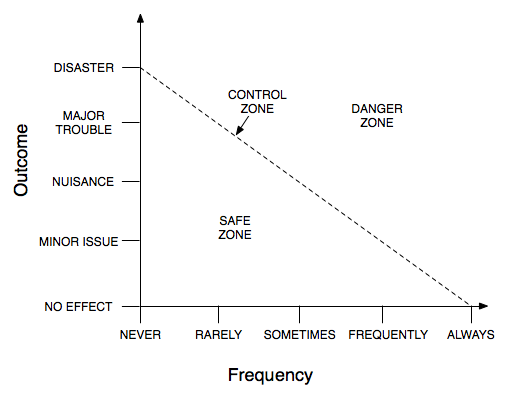 DISASTER
MAJOR
TROUBLE
NUISANCE
MINOR ISSUE
NO EFFECT
Outcome
CONTROL
ZONE
DANGER
ZONE
SAFE
ZONE
NEVER
RARELY
SOMETIMES
FREQUENTLY
ALWAYS
Frequency